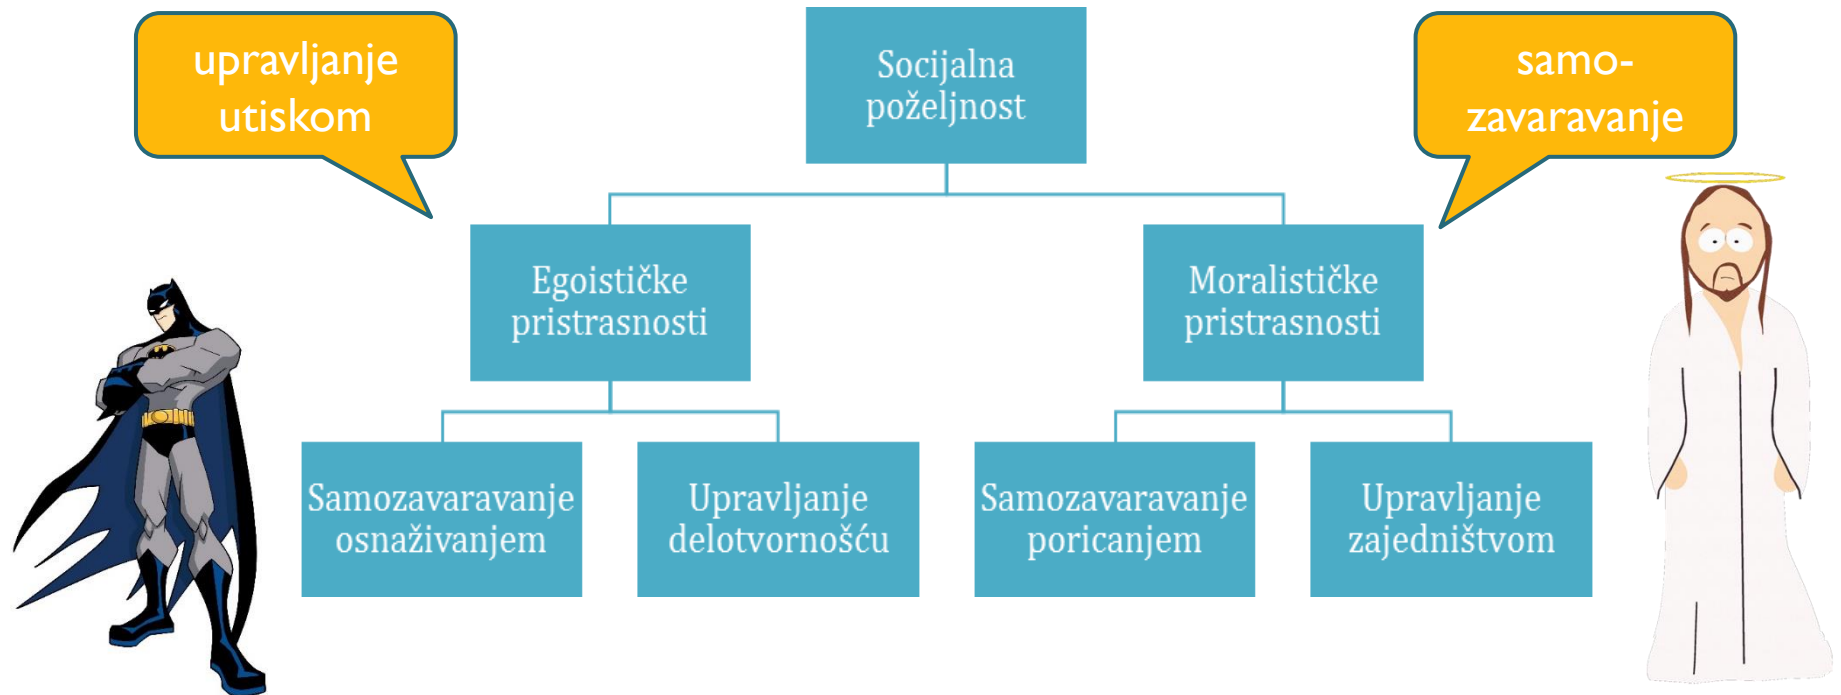 upravljanje
utiskom
Socijalna
poželjnost
samo-
zavaravanje
Egoističke
pristrasnosti
Moralističke
pristrasnosti
Samozavaravanje
osnaživanjem
Upravljanje
delotvornošću
Samozavaravanje
poricanjem
Upravljanje
zajedništvom